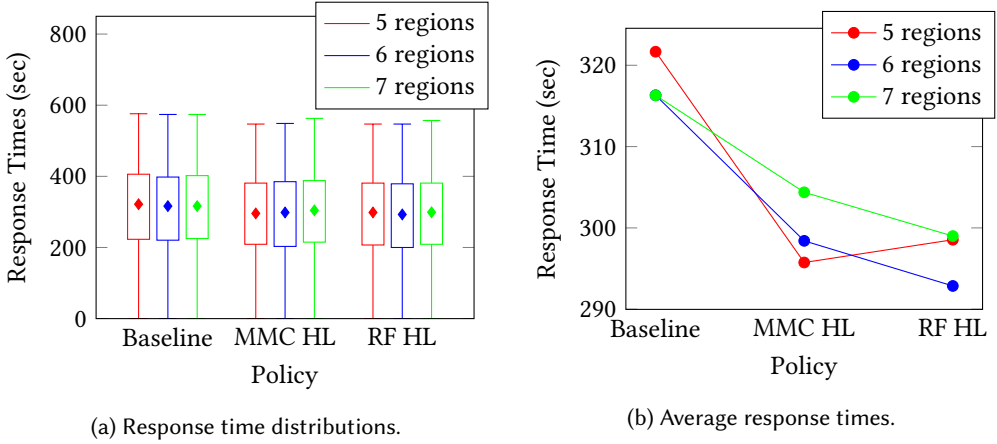 5 regions
6 regions
7 regions
800
600
400
200
0
Response Times (sec)
Baseline MMC HL RF HL
Policy
(a) Response time distributions.
5 regions
6 regions
7 regions
320
310
300
290
Response Time (sec)
Baseline MMC HL RF HL
Policy
(b) Average response times.